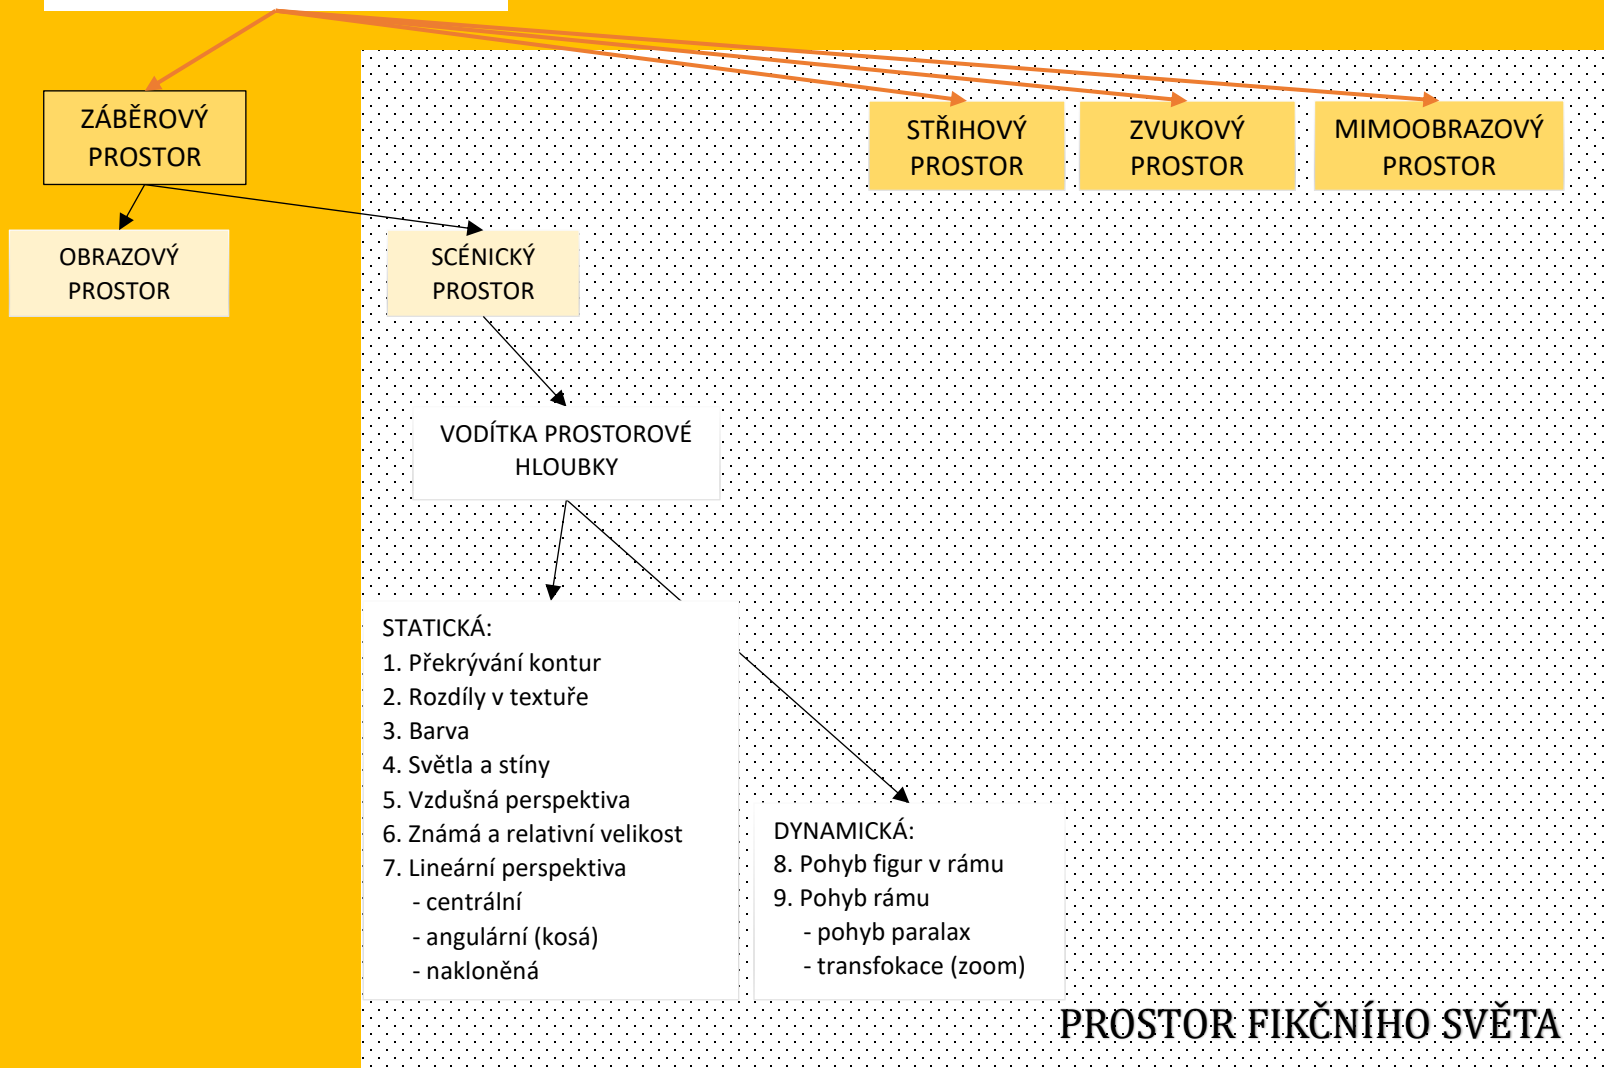 ZÁBĚROVÝ
PROSTOR
STŘIHOVÝ
PROSTOR
ZVUKOVÝ
PROSTOR
MIMOOBRAZOVÝ
PROSTOR
OBRAZOVÝ
PROSTOR
SCÉNICKÝ
PROSTOR
VODÍTKA PROSTOROVÉ
HLOUBKY
STATICKÁ:
1. Překrývání kontur
2. Rozdíly v textuře
3. Barva
4. Světla a stíny
5. Vzdušná perspektiva
6. Známá a relativní velikost
7. Lineární perspektiva
- centrální
- angulární (kosá)
- nakloněná
DYNAMICKÁ:
8. Pohyb figur v rámu
9. Pohyb rámu
- pohyb paralax
- transfokace (zoom)
PROSTOR FIKČNÍHO SVĚTA